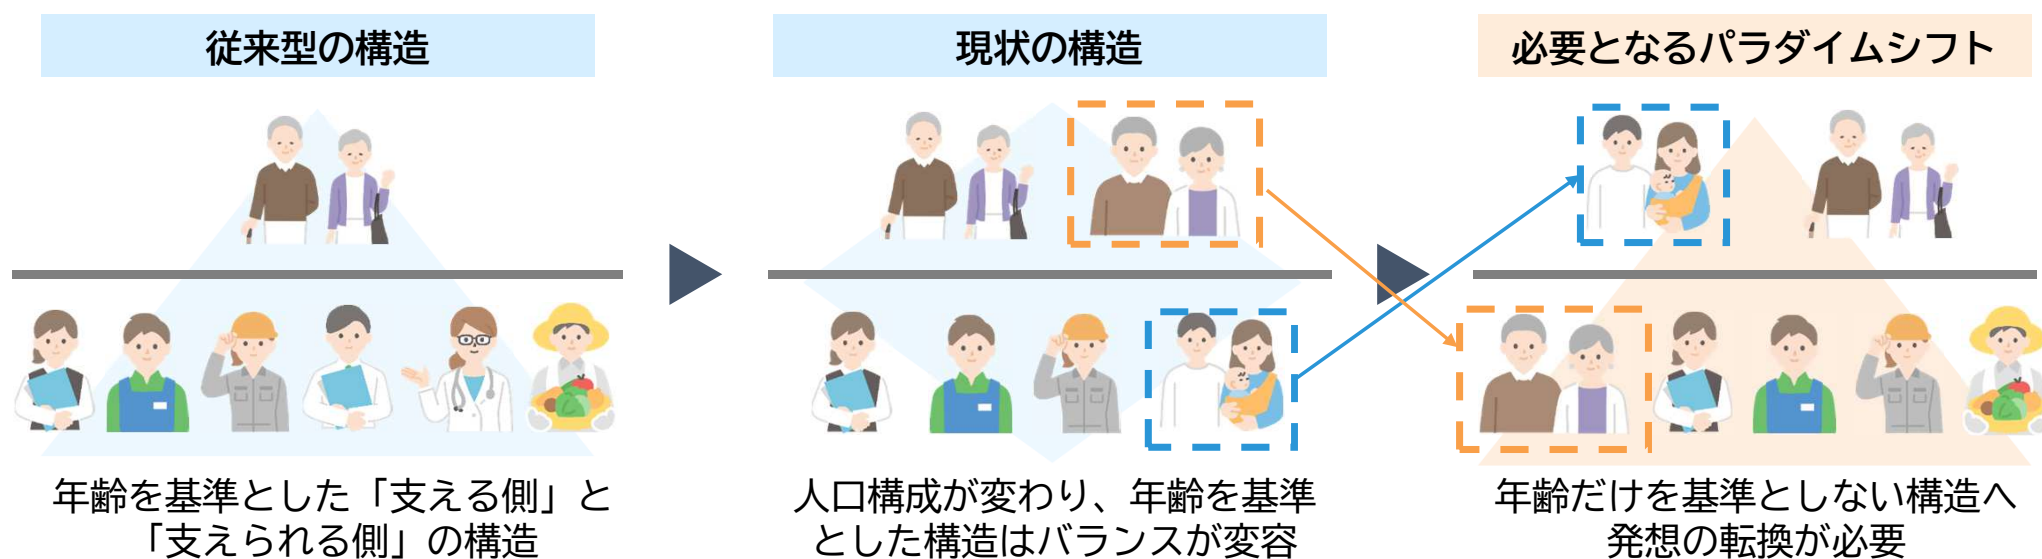 従来型の構造
現状の構造
必要となるパラダイムシフト
年齢を基準とした「支える側」と
「支えられる側」の構造
人口構成が変わり、年齢を基準
とした構造はバランスが変容
年齢だけを基準としない構造へ
発想の転換が必要